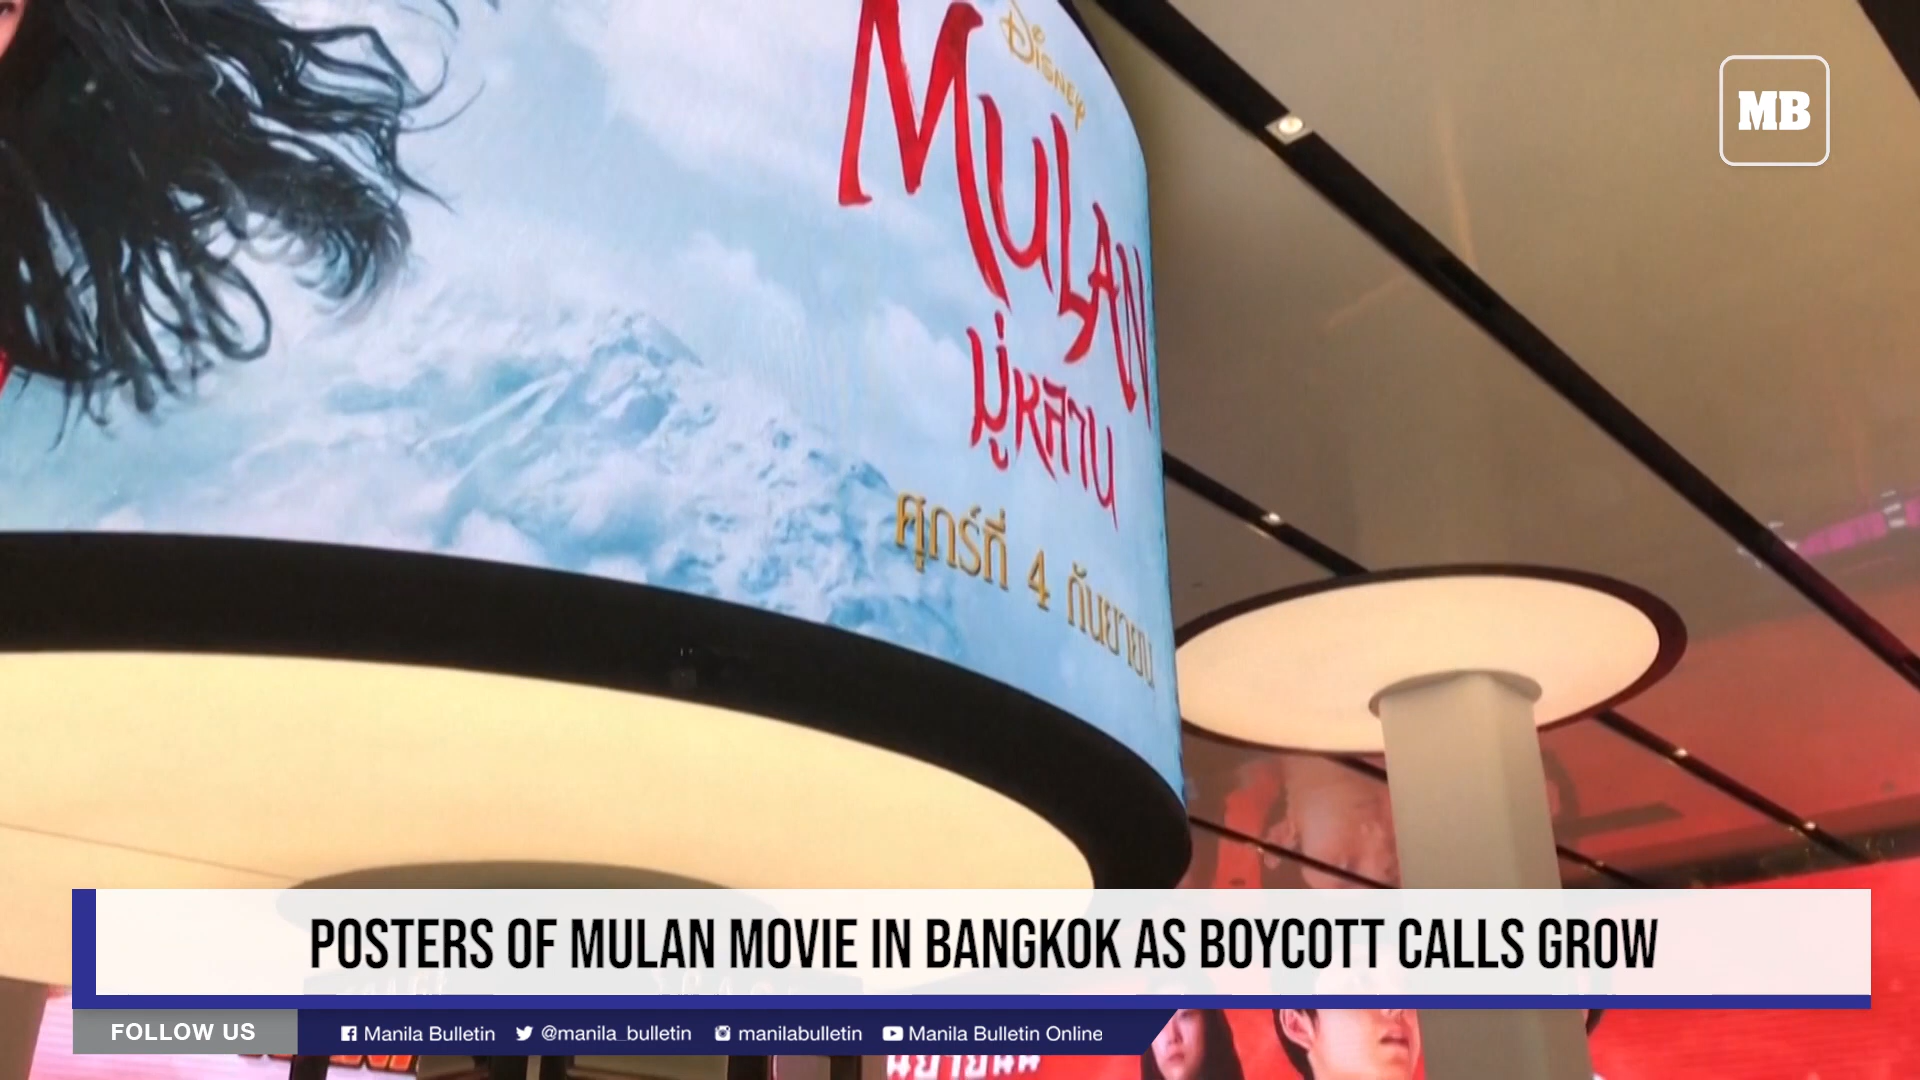 DISNEY
MULAN
มู่หลาน
ศุกร์ที่ 4 กันยายน
MB
POSTERS OF MULAN MOVIE IN BANGKOK AS BOYCOTT CALLS GROW
FOLLOW US
Manila Bulletin @manila_bulletin manilabulletin Manila Bulletin Online